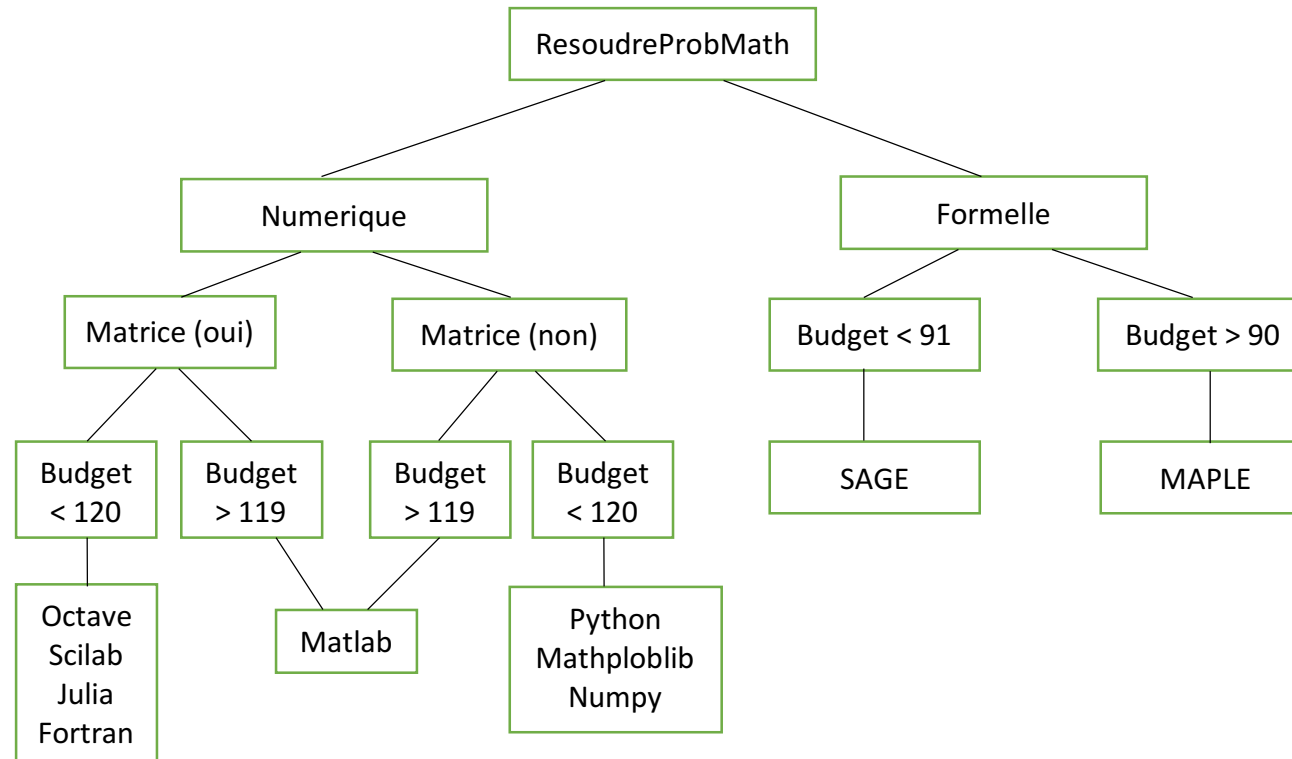 ResoudreProbMath
Numerique
Formelle
Matrice (oui)
Matrice (non)
Budget < 91
Budget > 90
Budget
< 120
Budget
> 119
Budget
> 119
Budget
< 120
SAGE
MAPLE
Octave
Scilab
Julia
Fortran
Matlab
Python
Mathploblib
Numpy